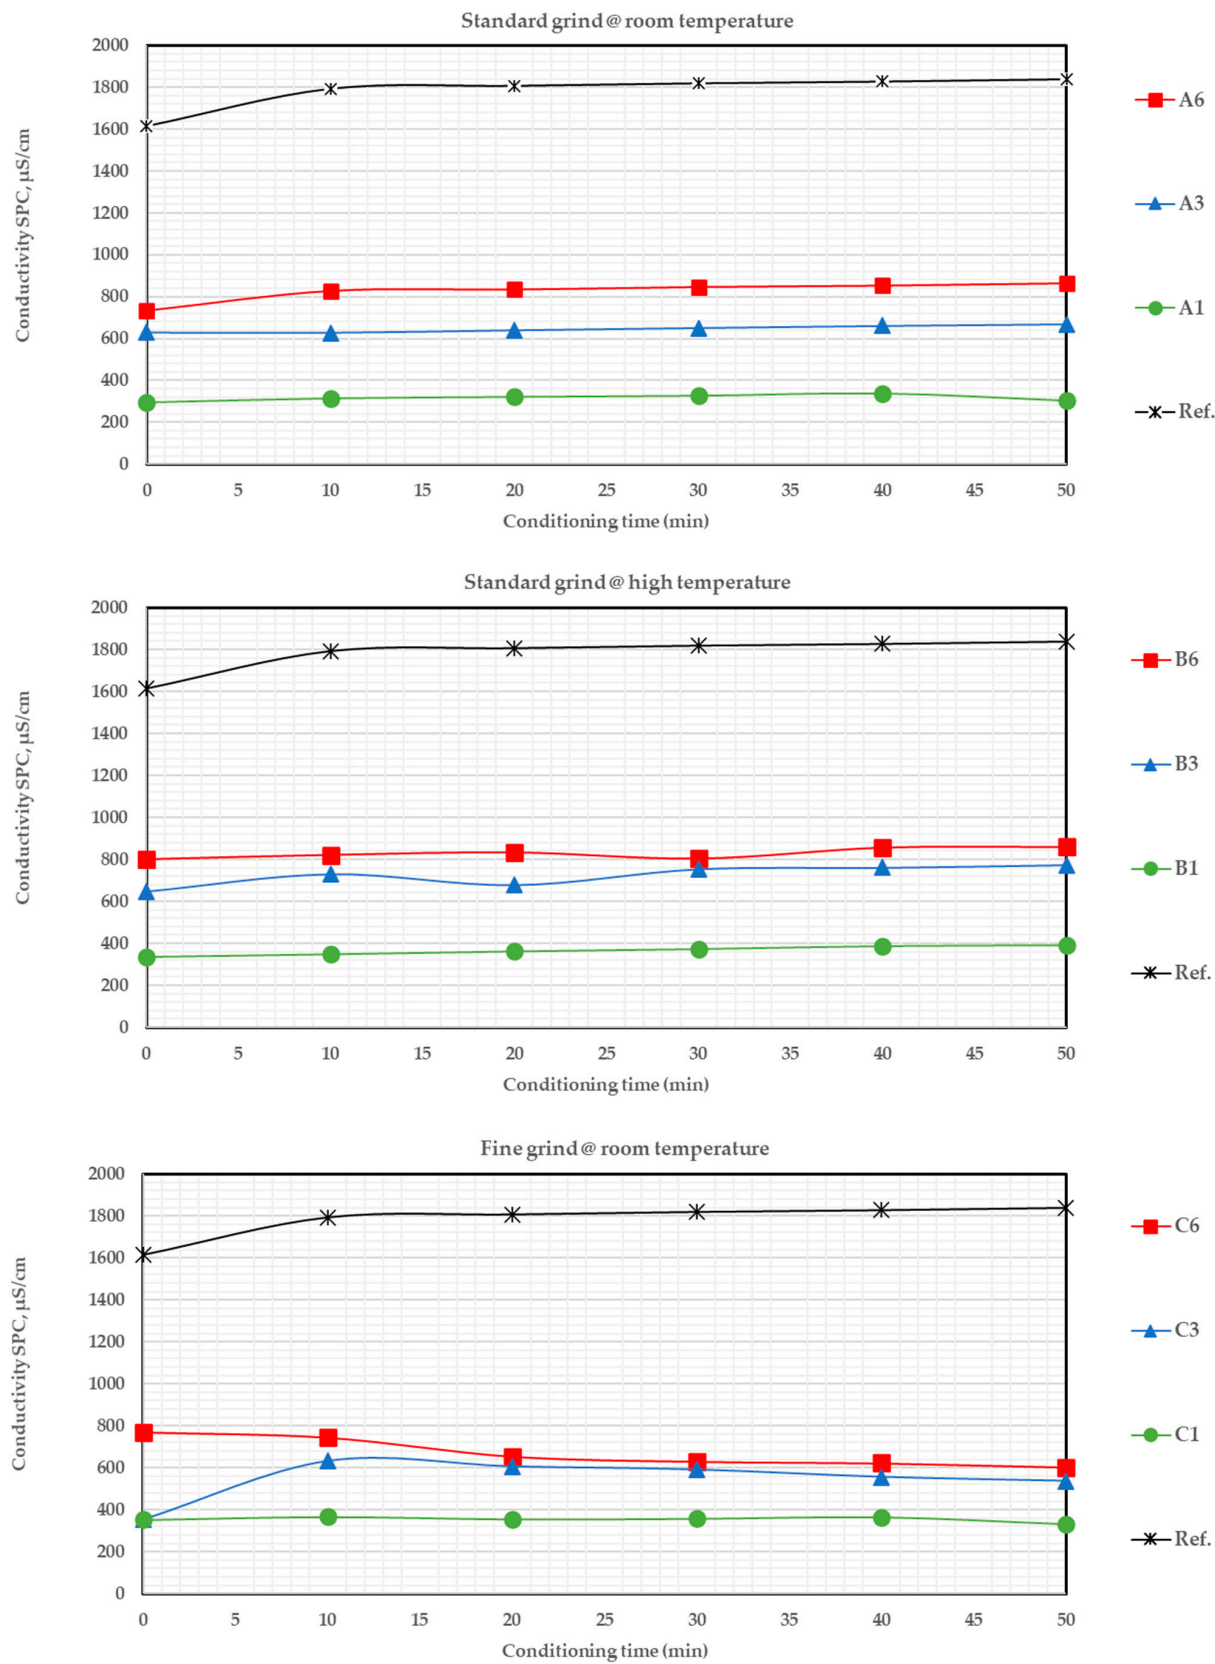 Standard grind @ room temperature
Conductivity SPC, µS/cm
2000
1800
1600
1400
1200
1000
800
600
400
200
0
0 5 10 15 20 25 30 35 40 45 50
Conditioning time (min)
A6
A3
A1
Ref.
Standard grind @ high temperature
Conductivity SPC, µS/cm
2000
1800
1600
1400
1200
1000
800
600
400
200
0
0 5 10 15 20 25 30 35 40 45 50
Conditioning time (min)
B6
B3
B1
Ref.
Fine grind @ room temperature
Conductivity SPC, µS/cm
2000
1800
1600
1400
1200
1000
800
600
400
200
0
0 5 10 15 20 25 30 35 40 45 50
Conditioning time (min)
C6
C3
C1
Ref.